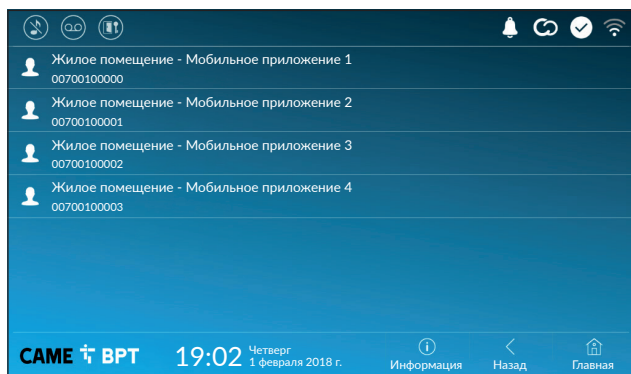 Жилое помещение - Мобильное приложение 1
00700100000
Жилое помещение - Мобильное приложение 2
00700100001
Жилое помещение - Мобильное приложение 3
00700100002
Жилое помещение - Мобильное приложение 4
00700100003
CAME BPT 19:02 Четверг
1 февраля 2018 г.
Информация Назад Главная